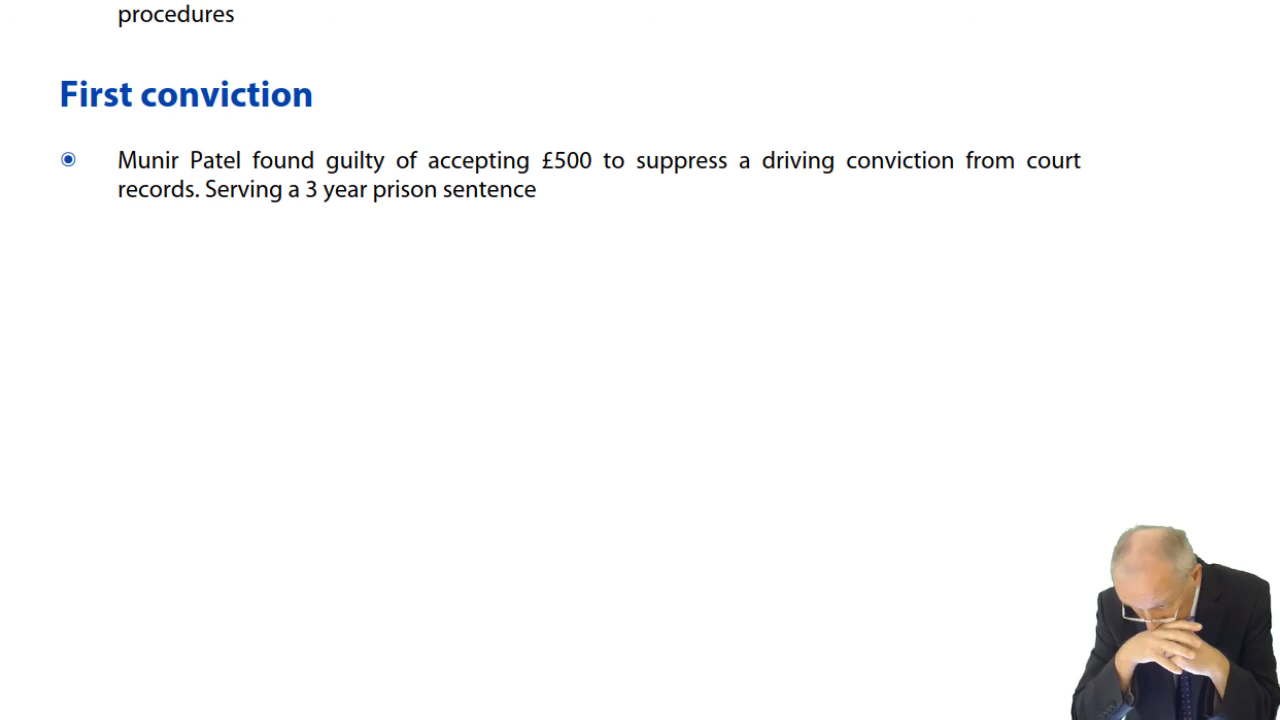 procedures
First conviction
Munir Patel found guilty of accepting £500 to suppress a driving conviction from court
records. Serving a 3 year prison sentence